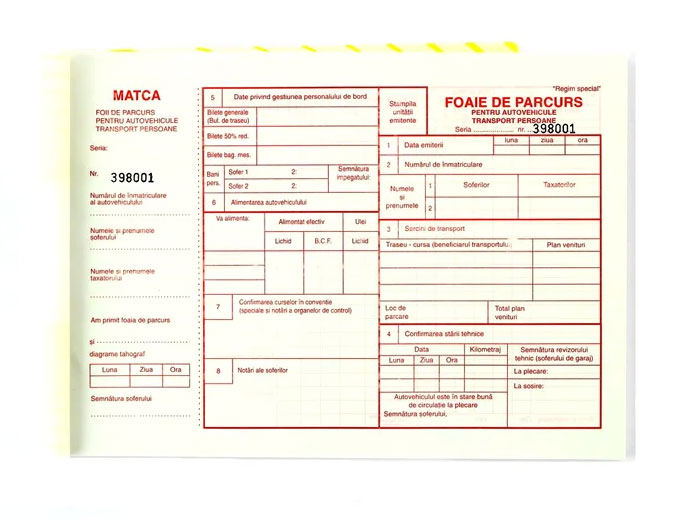 MATCA
FOII DE PARCURS
PENTRU AUTOVEHICULE
TRANSPORT PERSOANE
Seria:
Nr. 398001
Numărul de înmatriculare
al autovehiculului
Numele și prenumele
șoferului
Numele și prenumele
taxatorului
Am primit foaia de parcurs
și
diagrame tahograf
Luna Ziua Ora
Semnătura șoferului
5 Date privind gestiunea personalului de bord
Bilete generale
(Bul. de traseu)
Bilete 50% red.
Bilete bag. mes.
Bani
pers.
Sofer 1 2:
Sofer 2 2:
Semnătura
impegatului:
6 Alimentarea autovehiculului
Va alimenta:
Alimentat efectiv Ulei
Lichid B.C.F. Lichid
7 Confirmarea curselor în convenție
(speciale și notări a organelor de control)
8 Notări ale șoferilor
Stampila
unității
emitente
"Regim special"
FOAIE DE PARCURS
PENTRU AUTOVEHICULE
TRANSPORT PERSOANE
Seria .................... nr. ... 398001
1 Data emiterii luna ziua ora
2 Numărul de înmatriculare
Numele
și
prenumele
1 Șoferilor Taxatorilor
2
3 Sarcini de transport
Traseu - cursa (beneficiarul transportului) Plan venituri
Loc de
parcare
Total plan
venituri
4 Confirmarea stării tehnice
Data Kilometraj
Luna Ziua Ora
Semnătura revizorului
tehnic (șoferului de garaj)
La plecare:
La sosire:
Autovehiculul este în stare bună
de circulație la plecare
Semnătura șoferului,